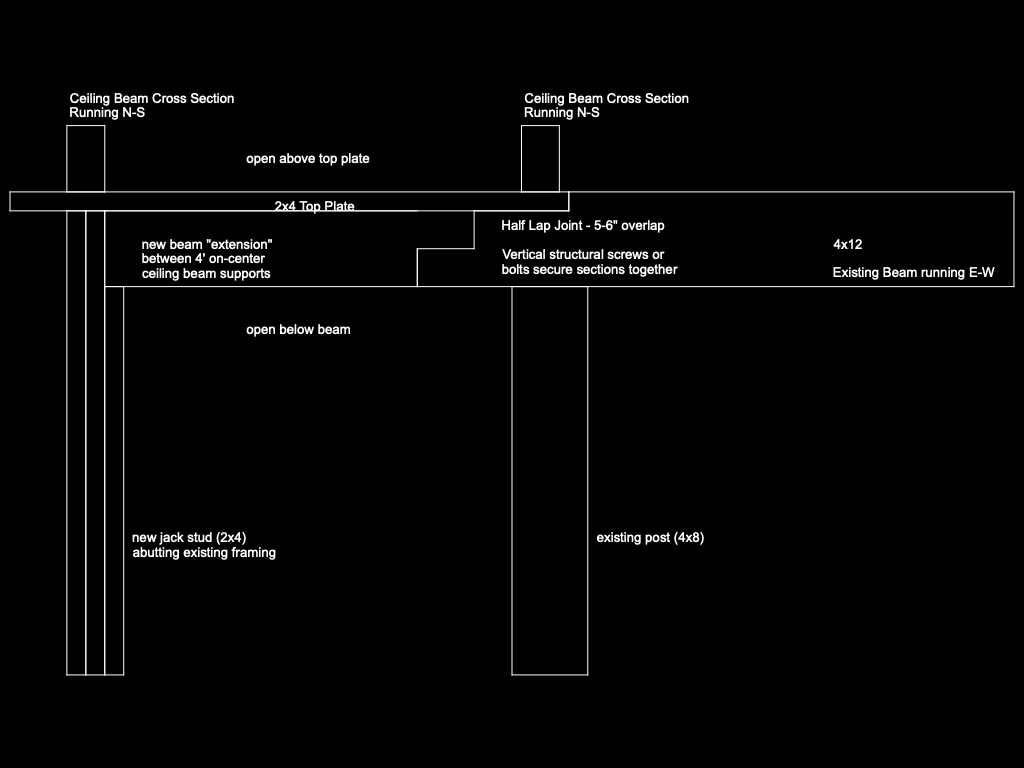 Ceiling Beam Cross Section
Running N-S
Ceiling Beam Cross Section
Running N-S
open above top plate
2x4 Top Plate
Half Lap Joint - 5-6" overlap
Vertical structural screws or
bolts secure sections together
new beam "extension"
between 4' on-center
ceiling beam supports
4x12
Existing Beam running E-W
open below beam
new jack stud (2x4)
abutting existing framing
existing post (4x8)